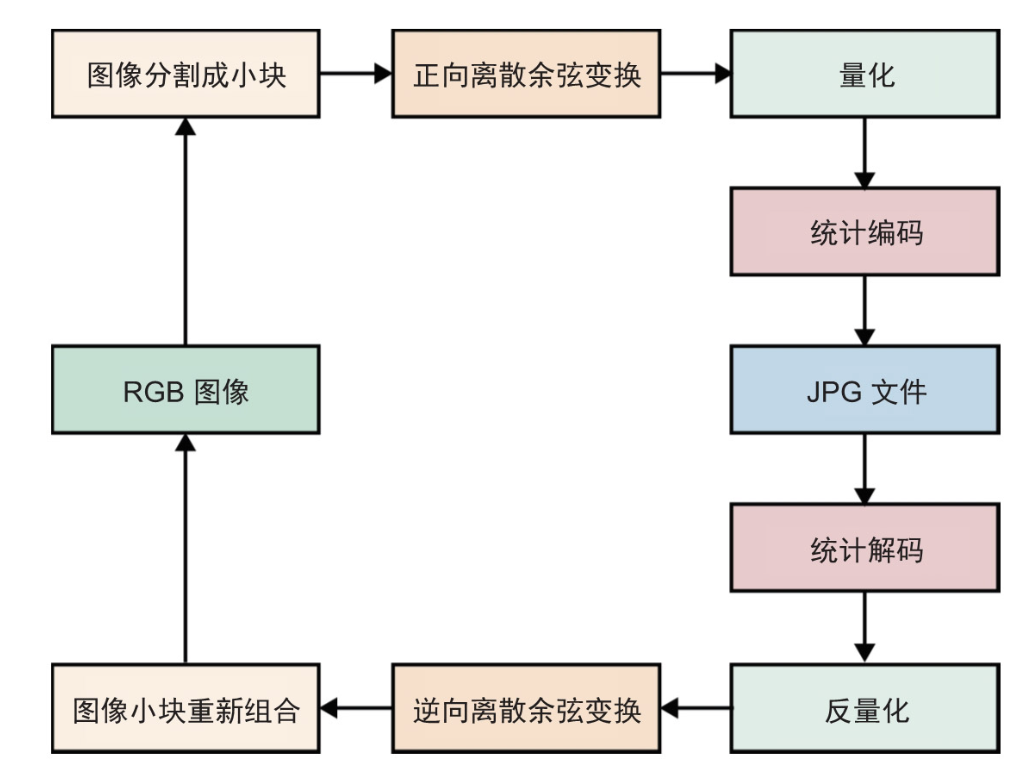 图像分割成小块
正向离散余弦变换
量化
统计编码
RGB 图像
JPG 文件
统计解码
图像小块重新组合
逆向离散余弦变换
反量化